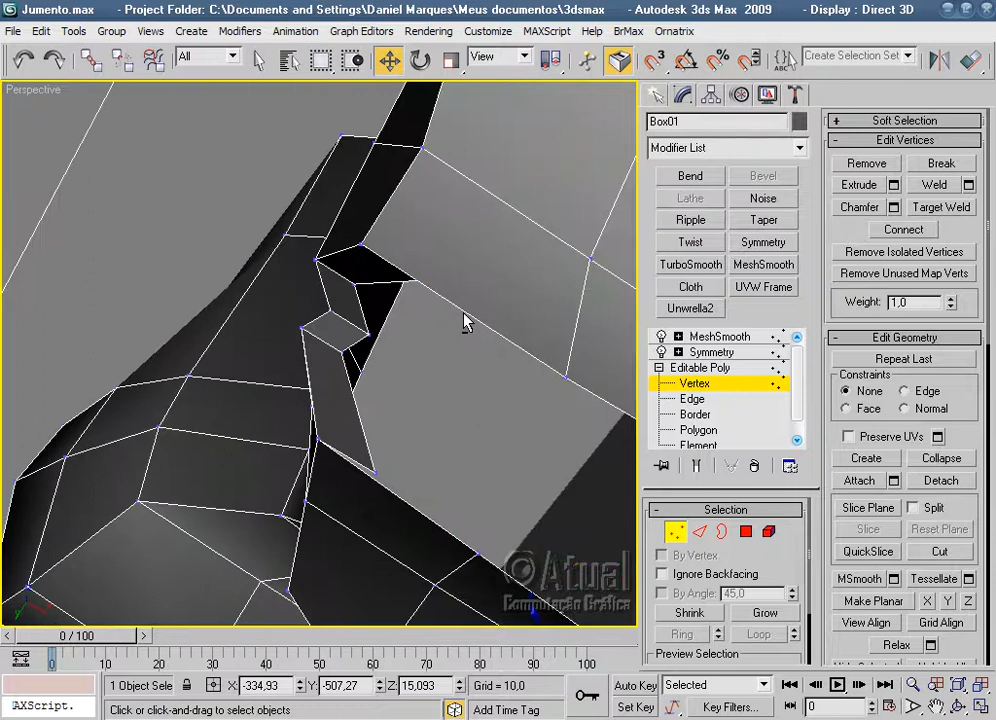 Jumento.max - Project Folder: C:\Documents and Settings\Daniel Marques\Meus documentos\3dsmax - Autodesk 3ds Max 2009 - Display : Direct 3D
File Edit Tools Group Views Create Modifiers Animation Graph Editors Rendering Customize MAXScript Help BrMax Ornatrix
All View Create Selection Set
Perspective
Box01
Modifier List
Bend Bevel
Lathe Noise
Ripple Taper
Twist Symmetry
TurboSmooth MeshSmooth
Cloth UVW Frame
Unwrella2
MeshSmooth
Symmetry
Editable Poly
Vertex
Edge
Border
Polygon
Element
- Selection
By Vertex
Ignore Backfacing
By Angle: 45,0
Shrink Grow
Ring Loop
Preview Selection
+ Soft Selection
- Edit Vertices
Remove Break
Extrude Weld
Chamfer Target Weld
Connect
Remove Isolated Vertices
Remove Unused Map Verts
Weight: 1,0
- Edit Geometry
Repeat Last
Constraints
None Edge
Face Normal
Preserve UVs
Create Collapse
Attach Detach
Slice Plane Split
Slice Reset Plane
QuickSlice Cut
MSmooth Tessellate
Make Planar X Y Z
View Align Grid Align
Relax
©Atual
Computação Gráfica
0 / 100
0 10 20 30 40 50 60 70 80 90 100
1 Object Sele X: -334,93 Y: -507,27 Z: 15,093 Grid = 10,0 Auto Key Selected
AXScript. Click or click-and-drag to select objects Add Time Tag Set Key Key Filters... 0